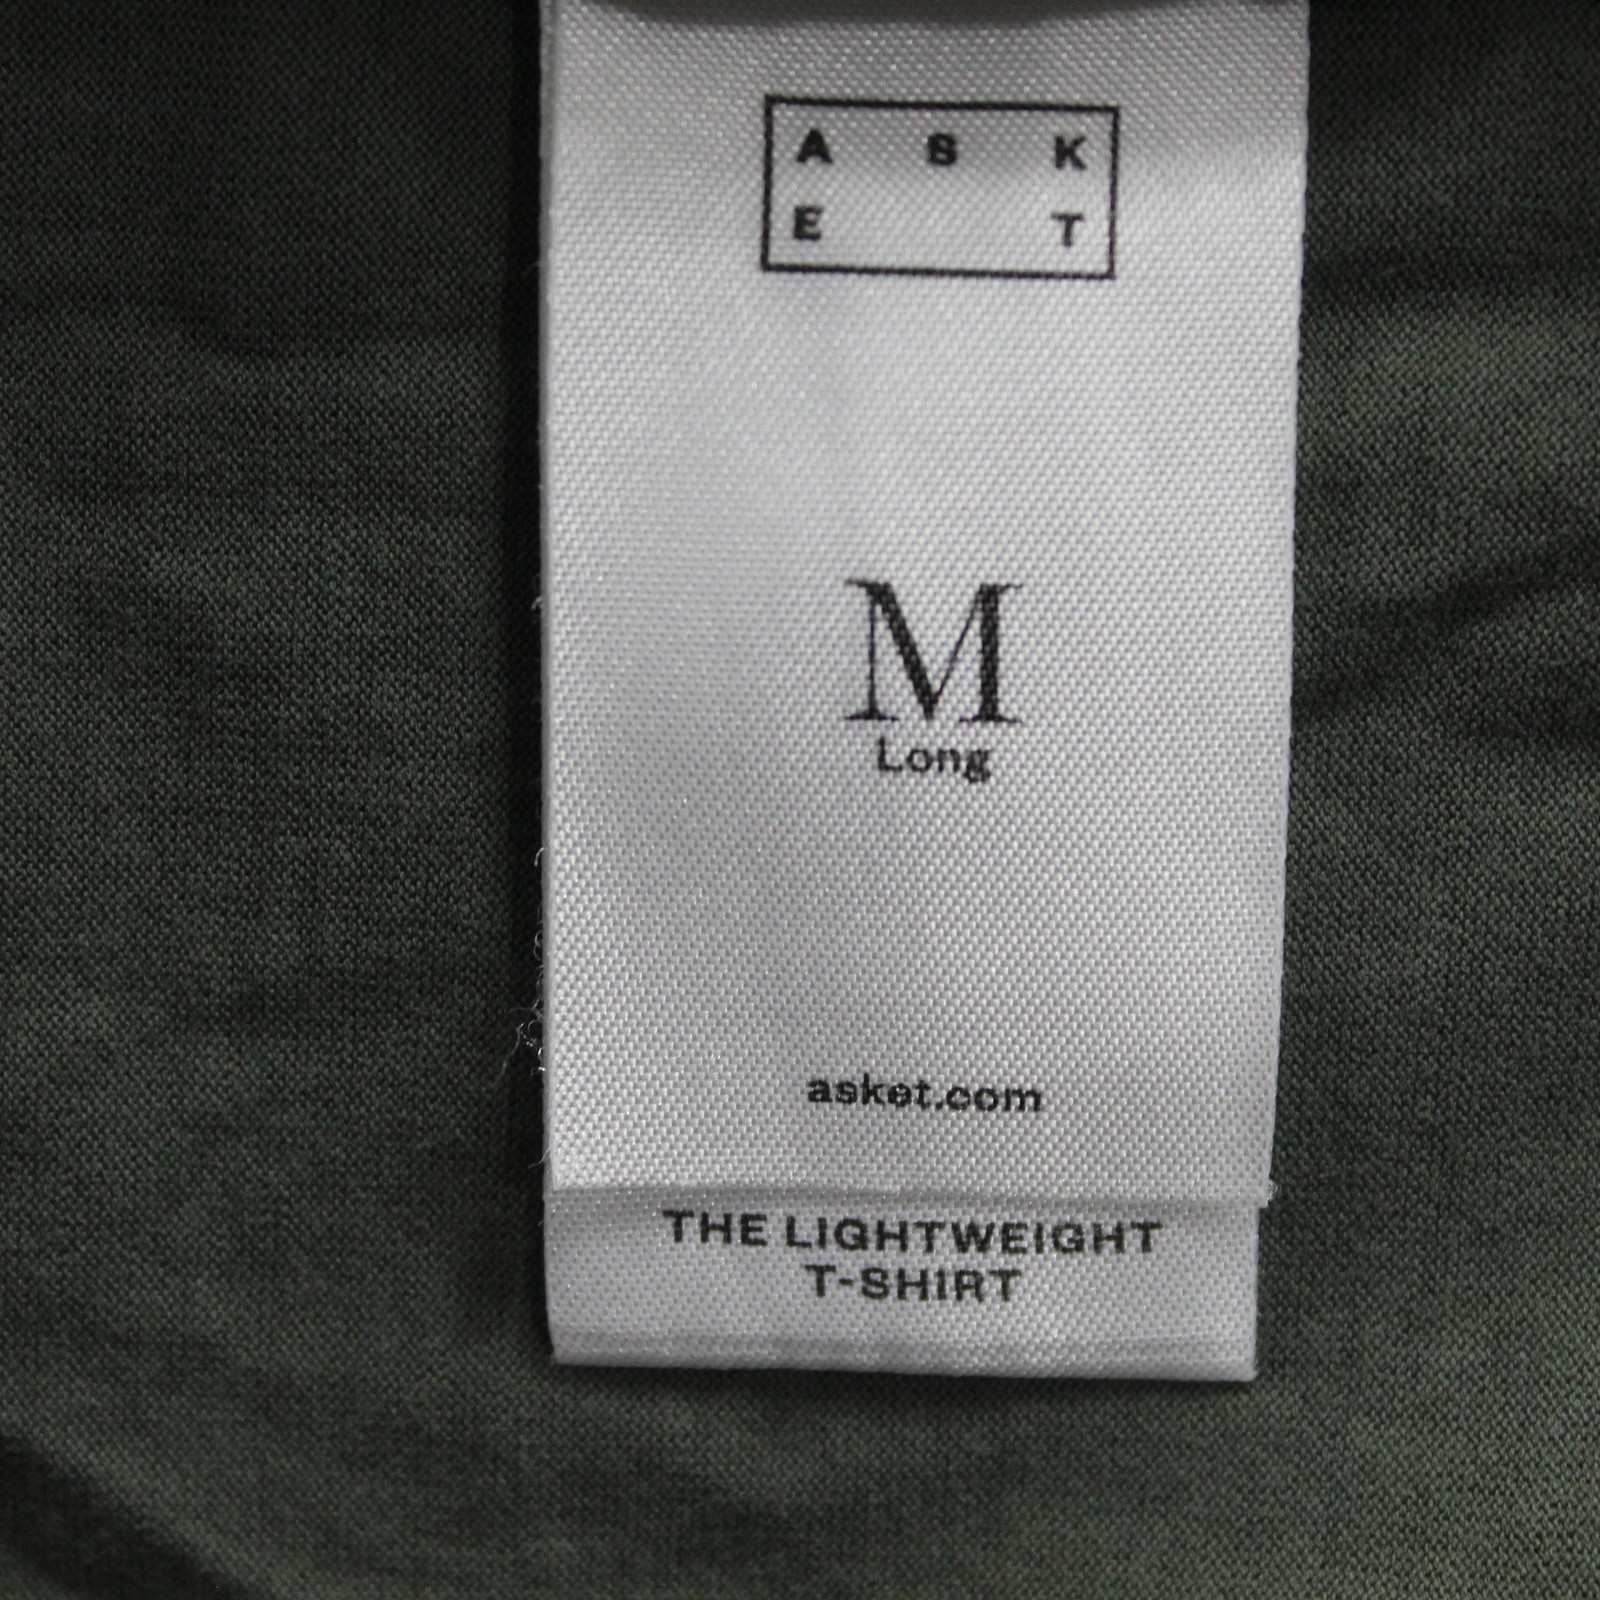 A S K
E T
M
Long
asket.com
THE LIGHTWEIGHT
T-SHIRT